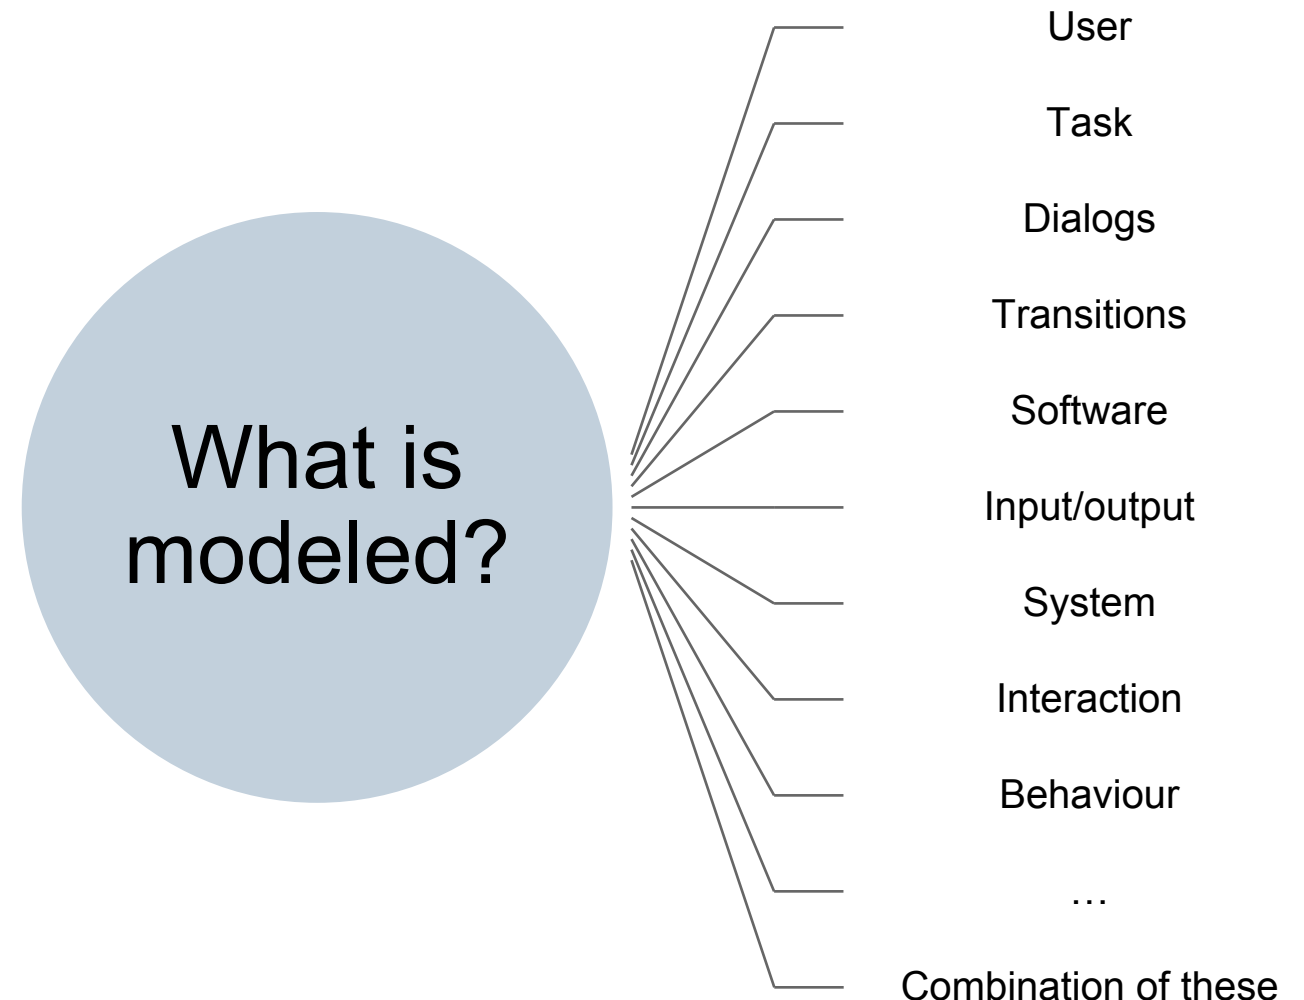 What is
modeled?
User
Task
Dialogs
Transitions
Software
Input/output
System
Interaction
Behaviour
…
Combination of these